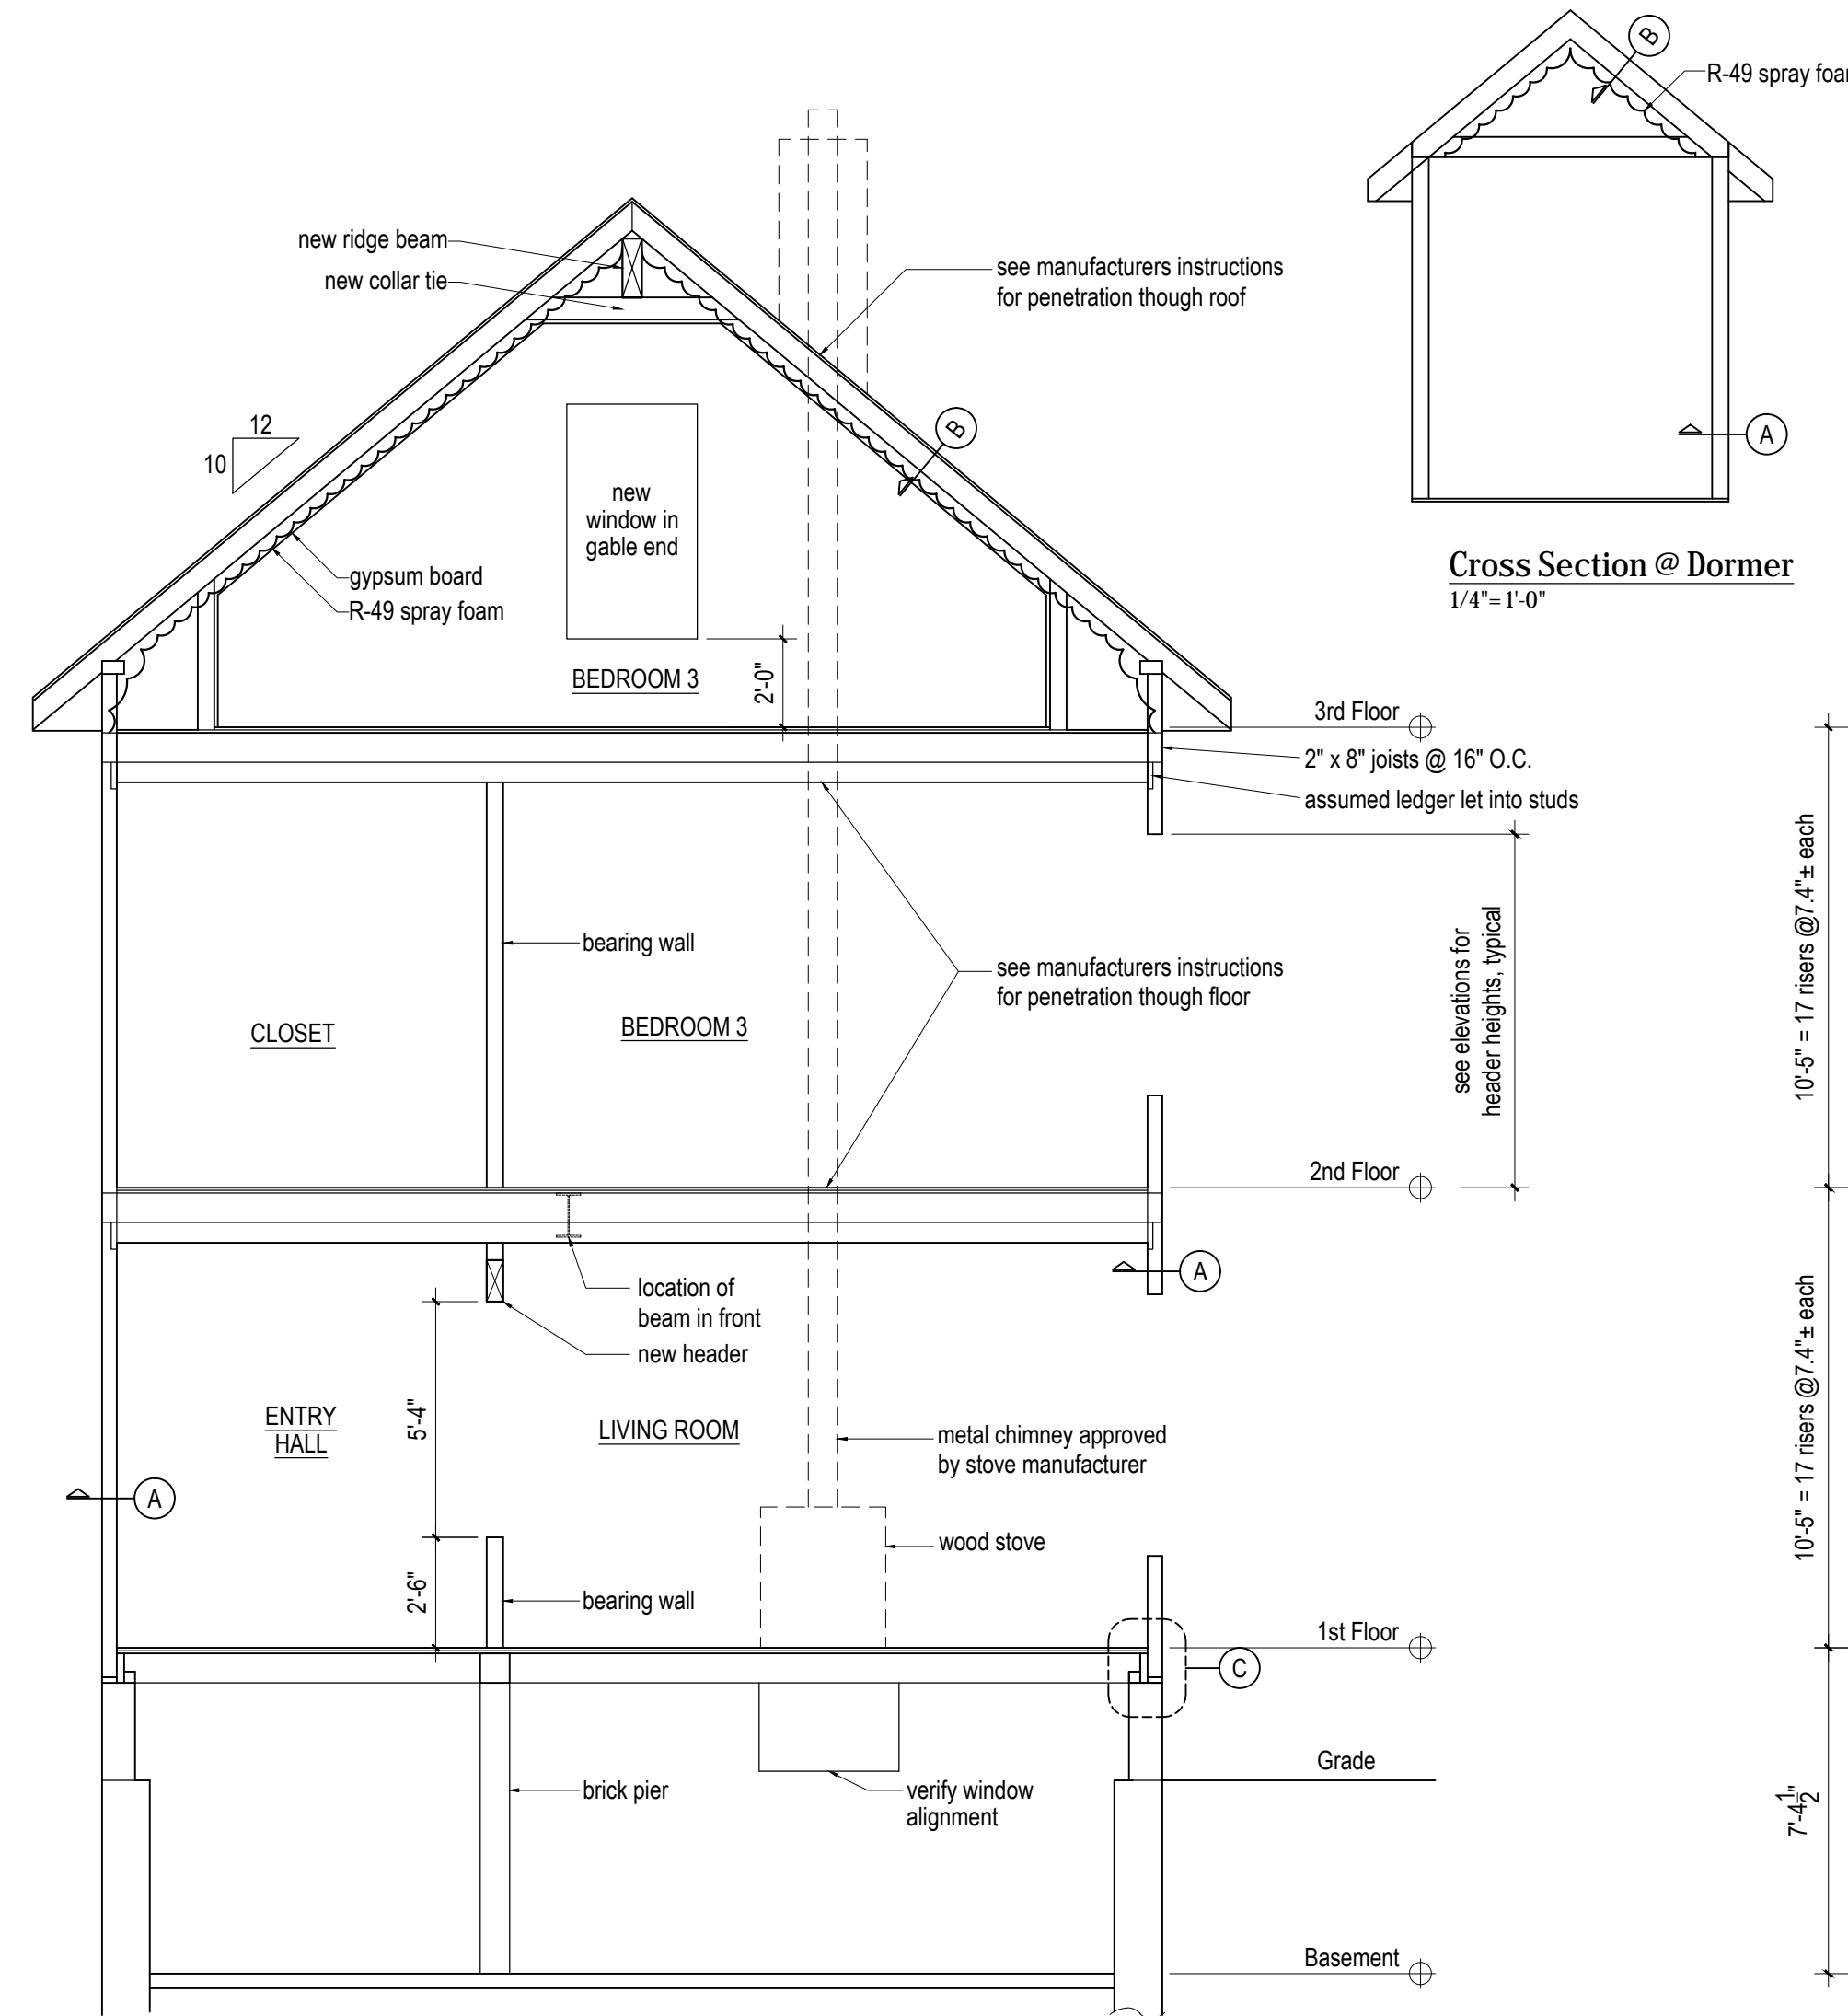 B
R-49 spray foa
new ridge beam
new collar tie
see manufacturers instructions
for penetration though roof
12
10
B
A
new
window in
gable end
Cross Section @ Dormer
1/4"=1'-0"
gypsum board
R-49 spray foam
BEDROOM 3
2'-0"
3rd Floor
2" x 8" joists @ 16" O.C.
assumed ledger let into studs
10'-5" = 17 risers @7.4"± each
bearing wall
see elevations for
header heights, typical
see manufacturers instructions
for penetration though floor
CLOSET
BEDROOM 3
2nd Floor
A
location of
beam in front
new header
10'-5" = 17 risers @7.4"± each
5'-4"
ENTRY
HALL
LIVING ROOM
metal chimney approved
by stove manufacturer
A
wood stove
2'-6"
bearing wall
1st Floor
C
Grade
brick pier
verify window
alignment
7'-4 1/2"
Basement